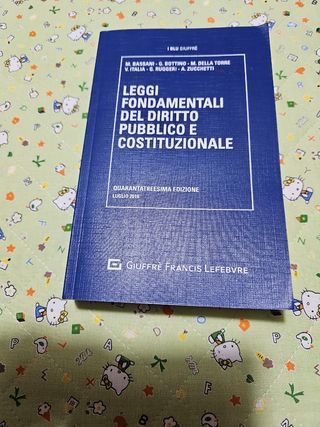 I BLU GIUFFRÈ
M. BASSANI - G. BOTTINO - M. DELLA TORRE
V. ITALIA - G. RUGGERI - A. ZUCCHETTI
LEGGI
FONDAMENTALI
DEL DIRITTO
PUBBLICO E
COSTITUZIONALE
QUARANTATREESIMA EDIZIONE
LUGLIO
GIUFFRÈ FRANCIS LEFEBVRE